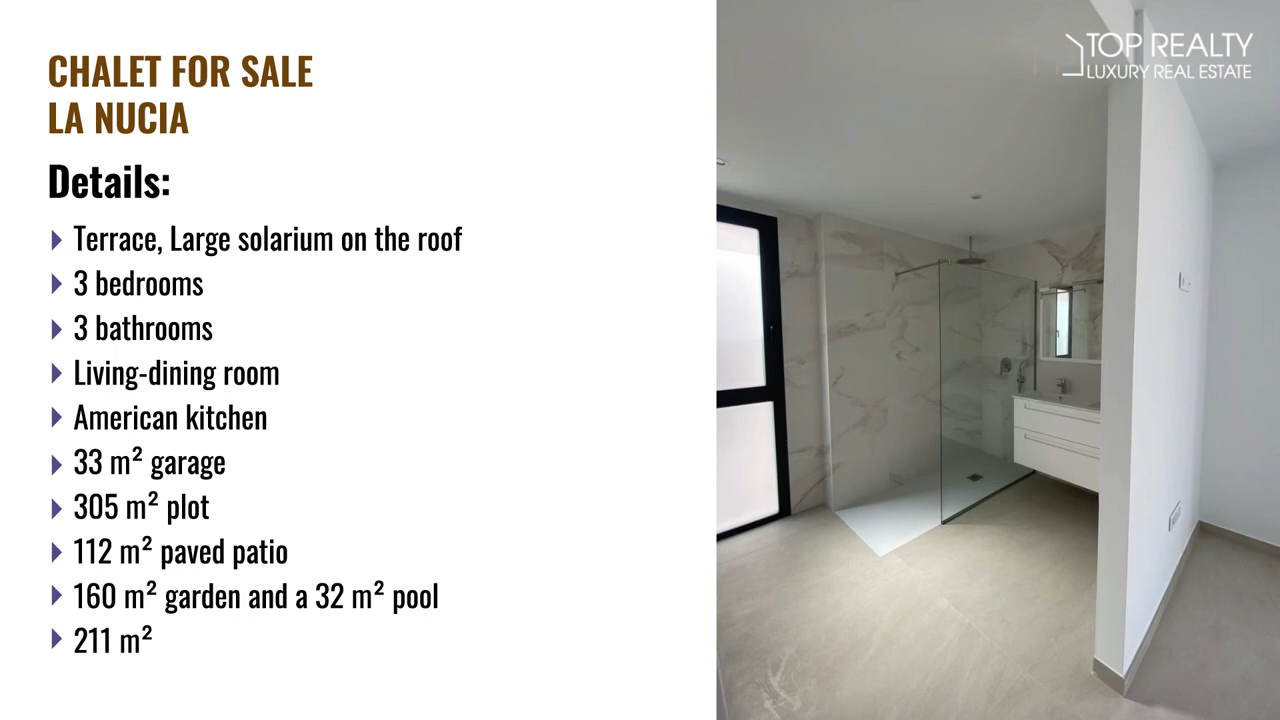 CHALET FOR SALE
LA NUCIA
Details:
Terrace, Large solarium on the roof
3 bedrooms
3 bathrooms
Living-dining room
American kitchen
33 m² garage
305 m² plot
112 m² paved patio
160 m² garden and a 32 m² pool
211 m²
TOP REALTY
LUXURY REAL ESTATE